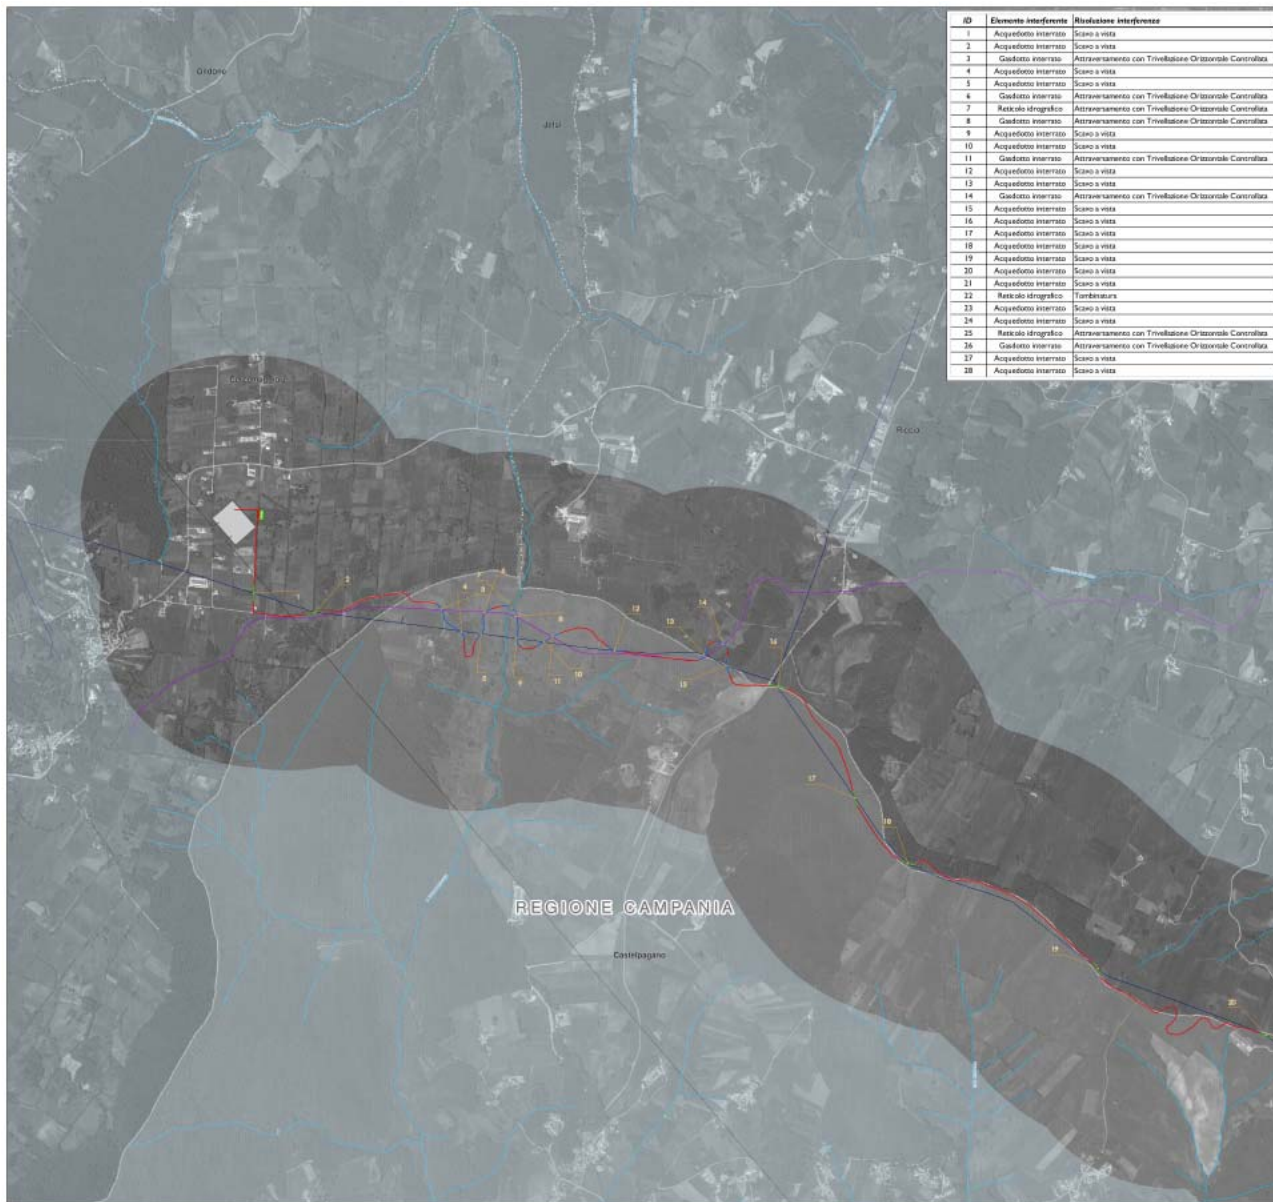 ID Elemento interferente Risoluzione interferenza
1 Acquedotto interrato Scavo a vista
2 Acquedotto interrato Scavo a vista
3 Gasdotto interrato Attraversamento con Trivellazione Orizzontale Controllata
4 Acquedotto interrato Scavo a vista
5 Acquedotto interrato Scavo a vista
6 Gasdotto interrato Attraversamento con Trivellazione Orizzontale Controllata
7 Reticolo idrografico Attraversamento con Trivellazione Orizzontale Controllata
8 Gasdotto interrato Attraversamento con Trivellazione Orizzontale Controllata
9 Acquedotto interrato Scavo a vista
10 Acquedotto interrato Scavo a vista
11 Gasdotto interrato Attraversamento con Trivellazione Orizzontale Controllata
12 Acquedotto interrato Scavo a vista
13 Acquedotto interrato Scavo a vista
14 Gasdotto interrato Attraversamento con Trivellazione Orizzontale Controllata
15 Acquedotto interrato Scavo a vista
16 Acquedotto interrato Scavo a vista
17 Acquedotto interrato Scavo a vista
18 Acquedotto interrato Scavo a vista
19 Acquedotto interrato Scavo a vista
20 Acquedotto interrato Scavo a vista
21 Acquedotto interrato Scavo a vista
22 Reticolo idrografico Tombinatura
23 Acquedotto interrato Scavo a vista
24 Acquedotto interrato Scavo a vista
25 Reticolo idrografico Attraversamento con Trivellazione Orizzontale Controllata
26 Gasdotto interrato Attraversamento con Trivellazione Orizzontale Controllata
27 Acquedotto interrato Scavo a vista
28 Acquedotto interrato Scavo a vista
Gildone
Jelsi
Riccia
1
2
4
12
14
13
16
15
9
11
10
17
18
REGIONE CAMPANIA
Castelpagano
19
20